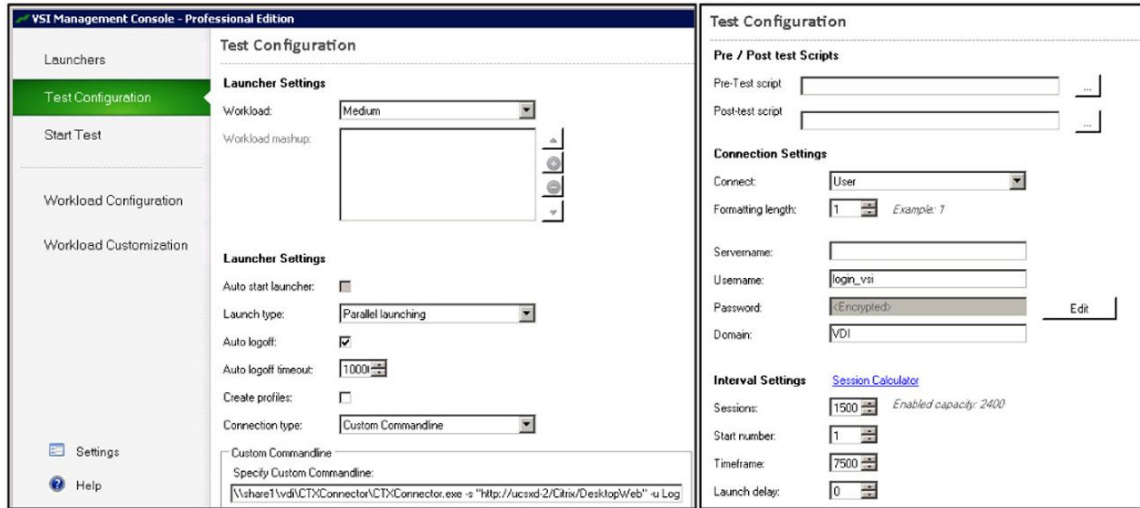 VSI Management Console - Professional Edition
Launchers
Test Configuration
Start Test
Workload Configuration
Workload Customization
Settings
Help
Test Configuration
Launcher Settings
Workload: Medium
Workload mashup:
Launcher Settings
Auto start launcher:
Launch type: Parallel launching
Auto logoff:
Auto logoff timeout:
Create profiles:
Connection type: Custom Commandline
Custom Commandline
Specify Custom Commandline:
\\share1\vdi\CTXConnector\CTXConnector.exe -s "http://ucsxd-2/Citrix/DesktopWeb" -u Log
Test Configuration
Pre / Post test Scripts
Pre-Test script ...
Post-test script ...
Connection Settings
Connect: User
Formatting length: 1 Example: 1
Servername:
Username: login_vsi
Password: <Encrypted> Edit
Domain: VDI
Interval Settings Session Calculator
Sessions: 1500 Enabled capacity: 2400
Start number: 1
Timeframe: 7500
Launch delay: 0